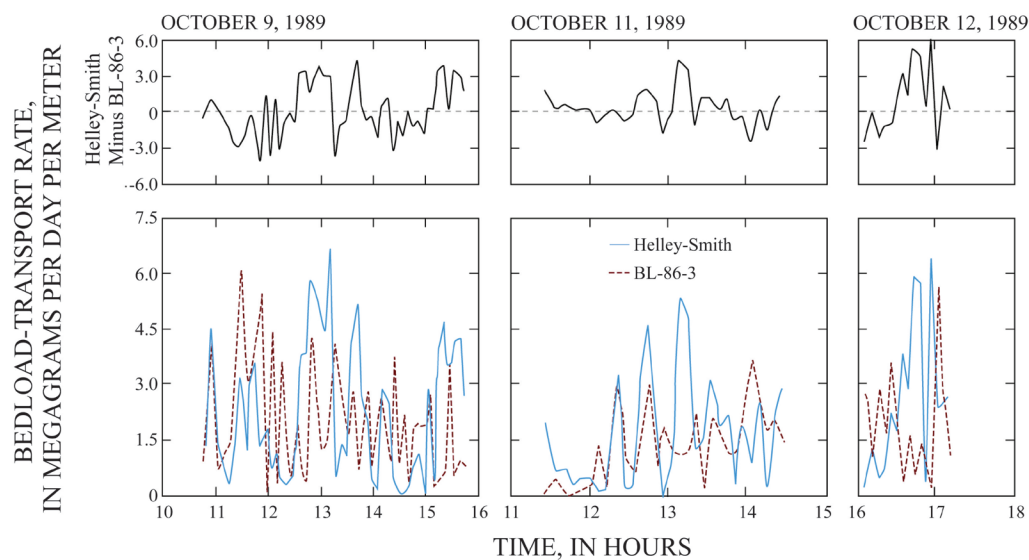 OCTOBER 9, 1989
OCTOBER 11, 1989
OCTOBER 12, 1989
BEDLOAD-TRANSPORT RATE,
IN MEGAGRAMS PER DAY PER METER
Helley-Smith
Minus BL-86-3
6.0
3.0
0
-3.0
.-6.0
7.5
6.0
4.5
3.0
1.5
0
Helley-Smith
BL-86-3
10 11 12 13 14 15 16
11 12 13 14 15
16 17 18
TIME, IN HOURS